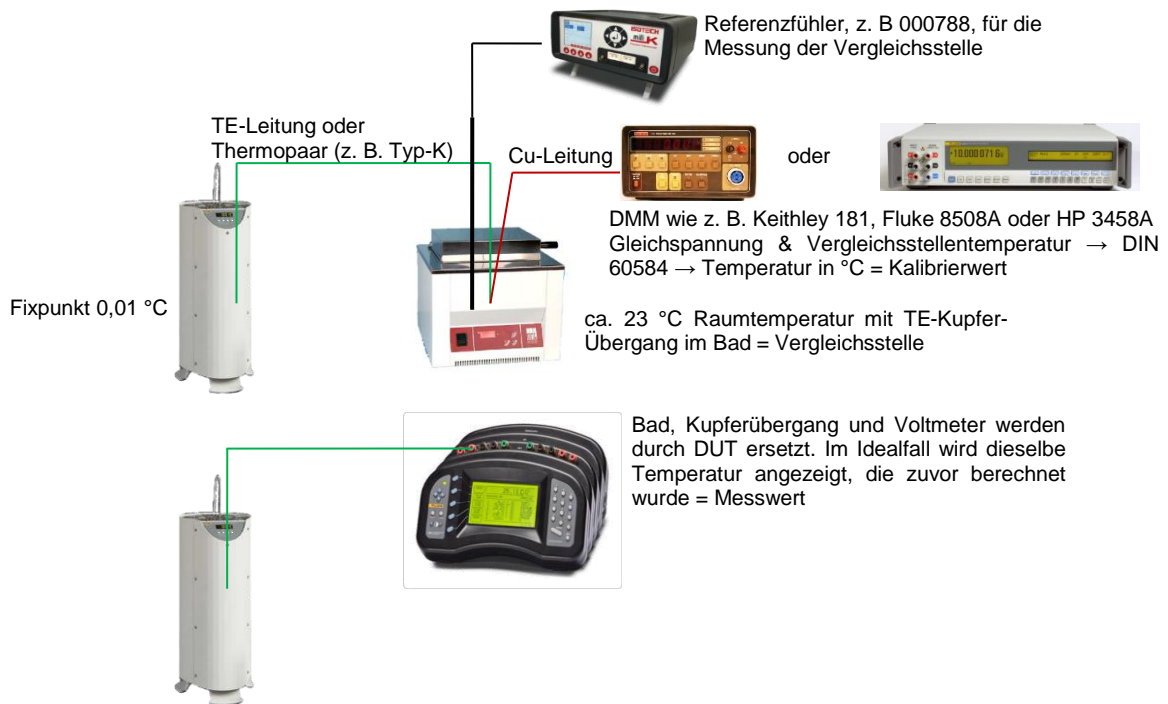 Referenzfühler, z. B 000788, für die
Messung der Vergleichsstelle
ISOTECH
milliK
TE-Leitung oder
Thermopaar (z. B. Typ-K)
Cu-Leitung
oder
DMM wie z. B. Keithley 181, Fluke 8508A oder HP 3458A
Gleichspannung & Vergleichsstellentemperatur → DIN
60584 → Temperatur in °C = Kalibrierwert
Fixpunkt 0,01 °C
ca. 23 °C Raumtemperatur mit TE-Kupfer-
Übergang im Bad = Vergleichsstelle
Bad, Kupferübergang und Voltmeter werden
durch DUT ersetzt. Im Idealfall wird dieselbe
Temperatur angezeigt, die zuvor berechnet
wurde = Messwert